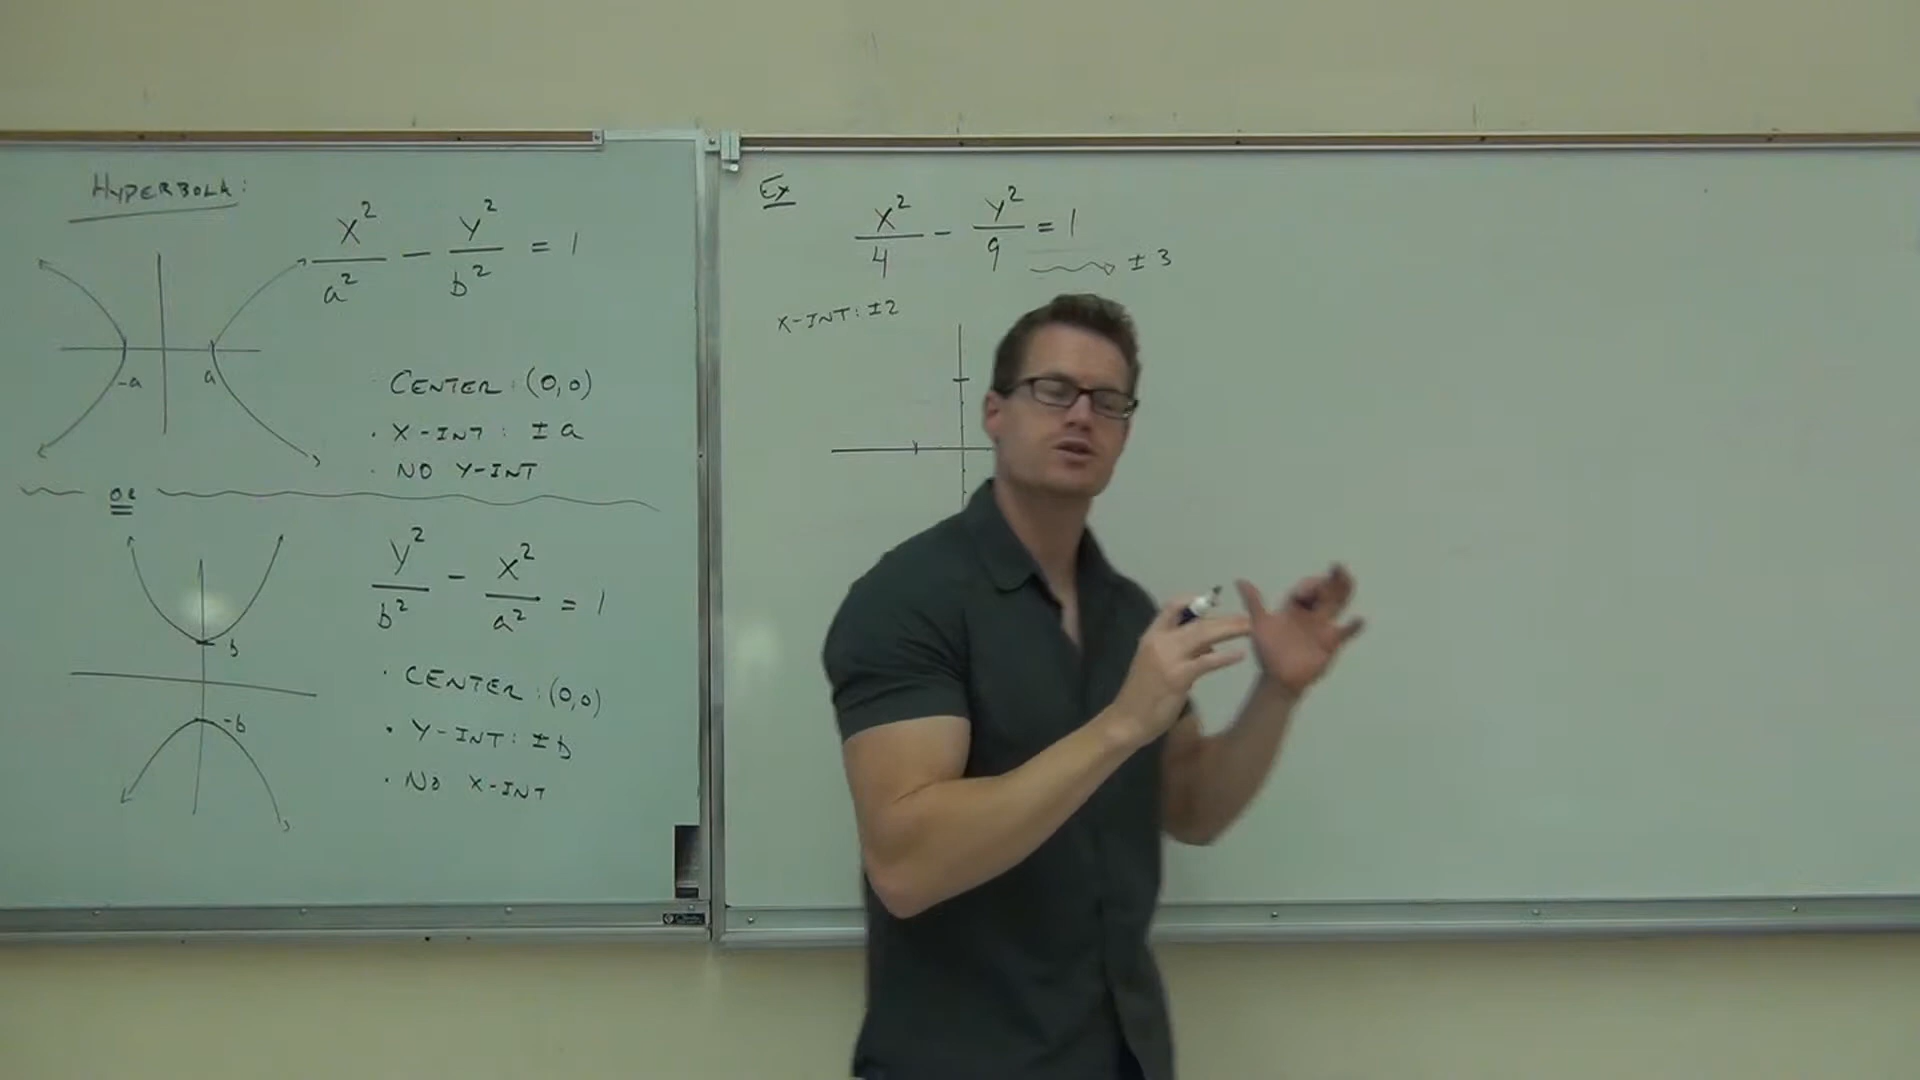 HYPERBOLA:
x²/a² - y²/b² = 1
-a
a
CENTER: (0,0)
· X-INT: ±a
· NO Y-INT
OR
y²/b² - x²/a² = 1
b
-b
· CENTER: (0,0)
· Y-INT: ±b
· NO X-INT
Ex
x²/4 - y²/9 = 1
±3
X-INT: ±2